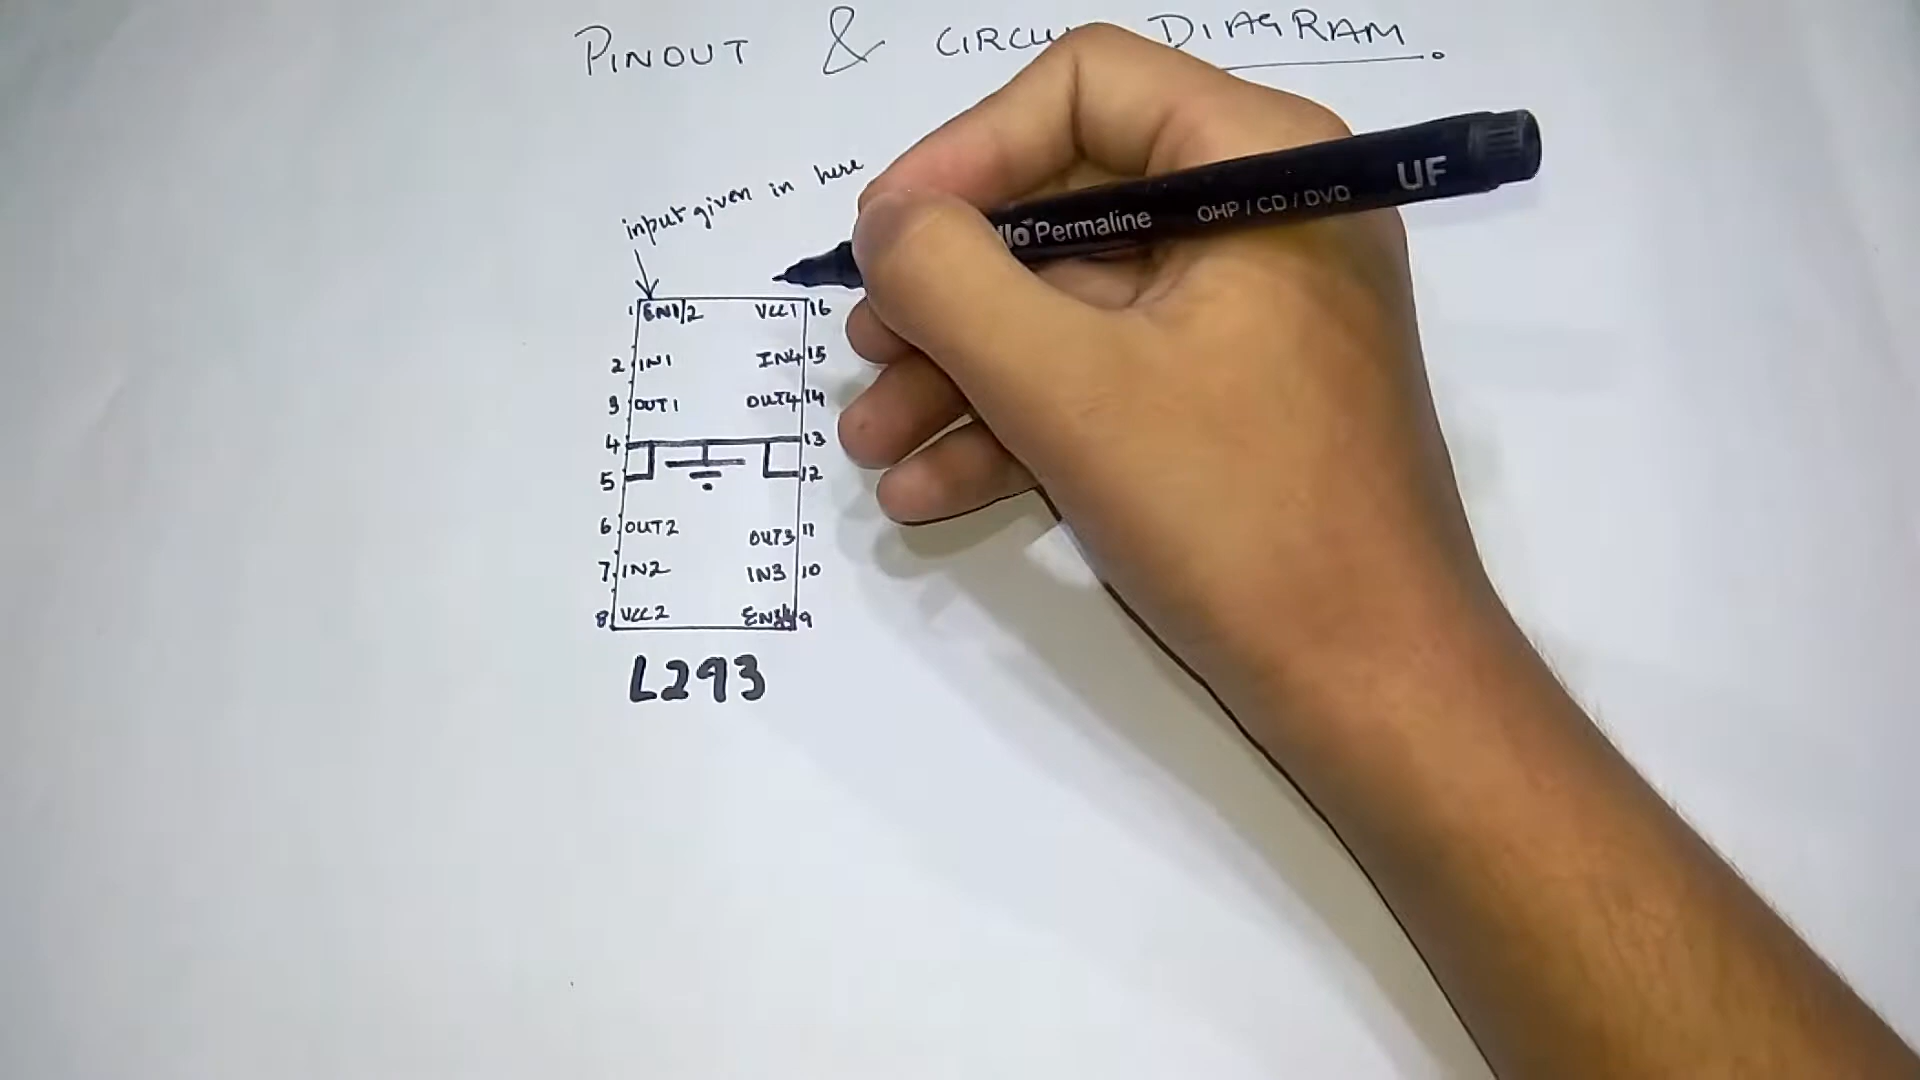 PINOUT & CIRCU DIAGRAM.
input given in here
llo Permaline OHP / CD / DVD UF
1 EN1/2 VCC1 16
2 IN1 IN4 15
3 OUT1 OUT4 14
4 13
5 12
6 OUT2 OUT3 11
7 IN2 IN3 10
8 VCC2 9
L293